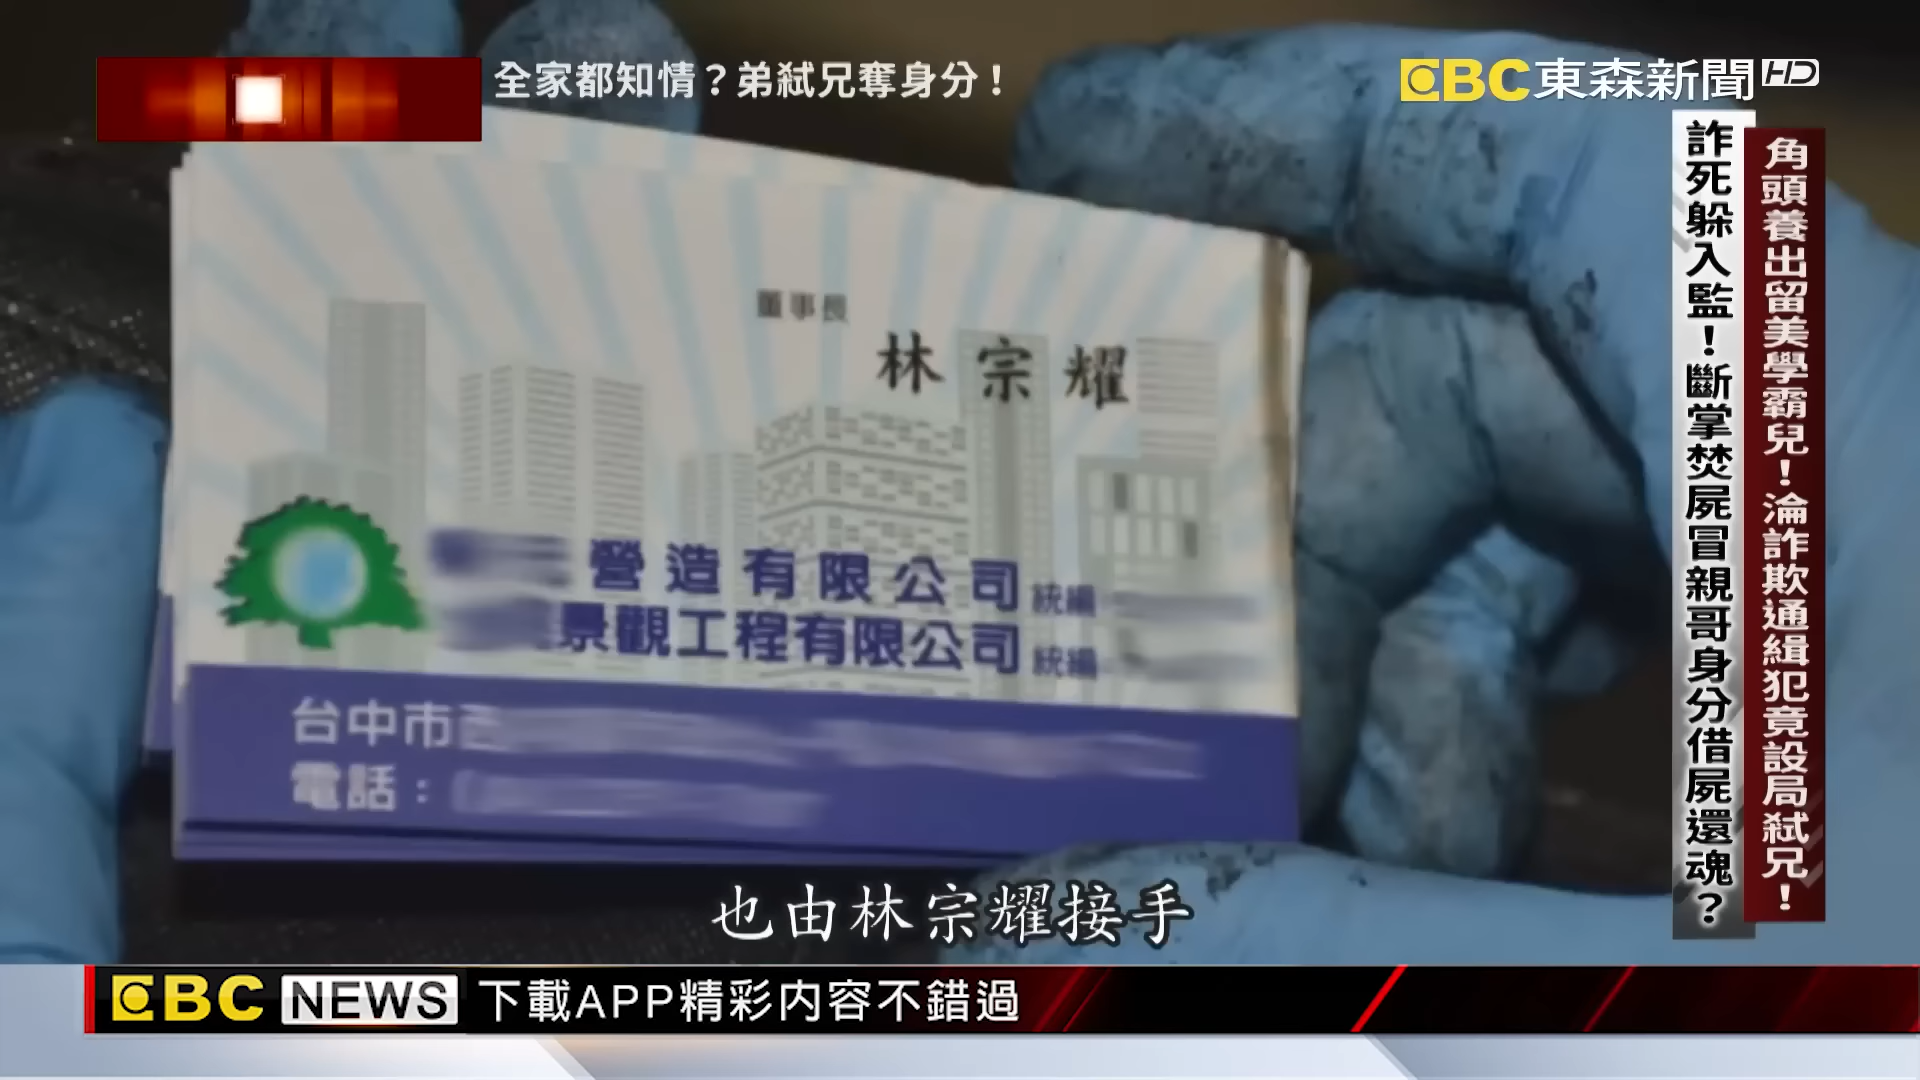 全家都知情？弟弒兄奪身分！
EBC東森新聞HD
角頭養出留美學霸兒！淪詐欺通緝犯竟設局弒兄！
詐死躲入監！斷掌焚屍冒親哥身分借屍還魂？
董事長
林宗耀
營造有限公司 統編
景觀工程有限公司 統編
台中市西
電話：
也由林宗耀接手
EBC NEWS 下載APP精彩內容不錯過